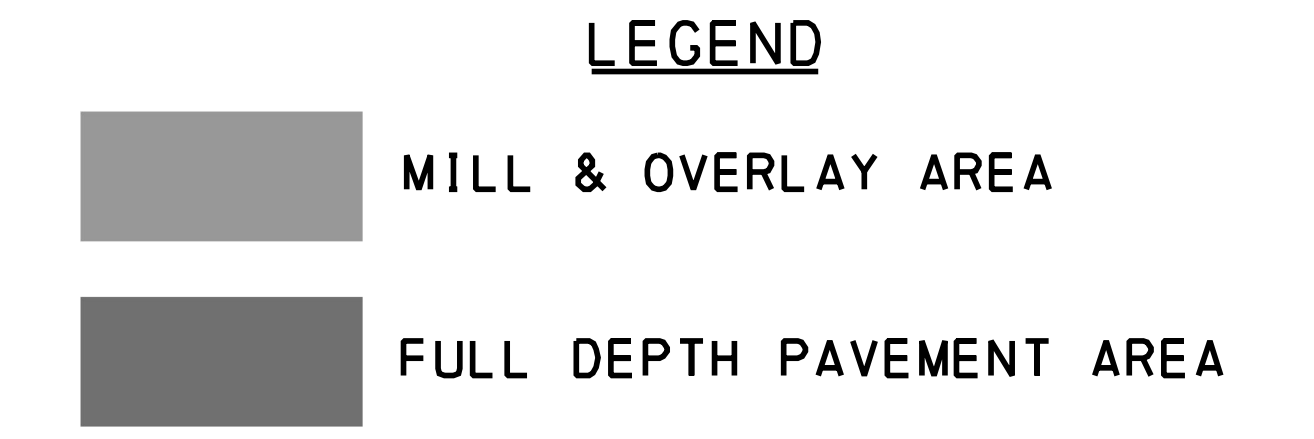 LEGEND
MILL & OVERLAY AREA
FULL DEPTH PAVEMENT AREA